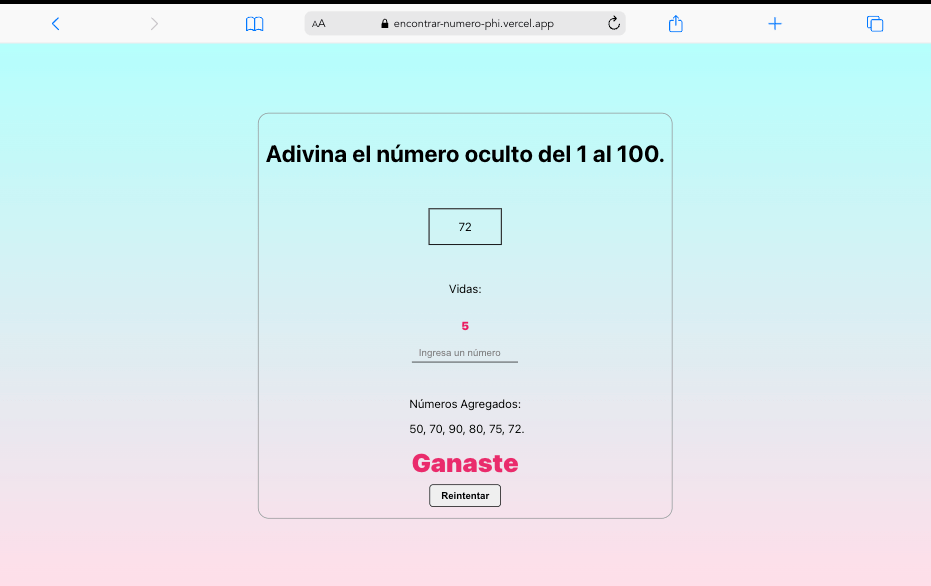 AA encontrar-numero-phi.vercel.app
Adivina el número oculto del 1 al 100.
72
Vidas:
5
Ingresa un número
Números Agregados:
50, 70, 90, 80, 75, 72.
Ganaste
Reintentar